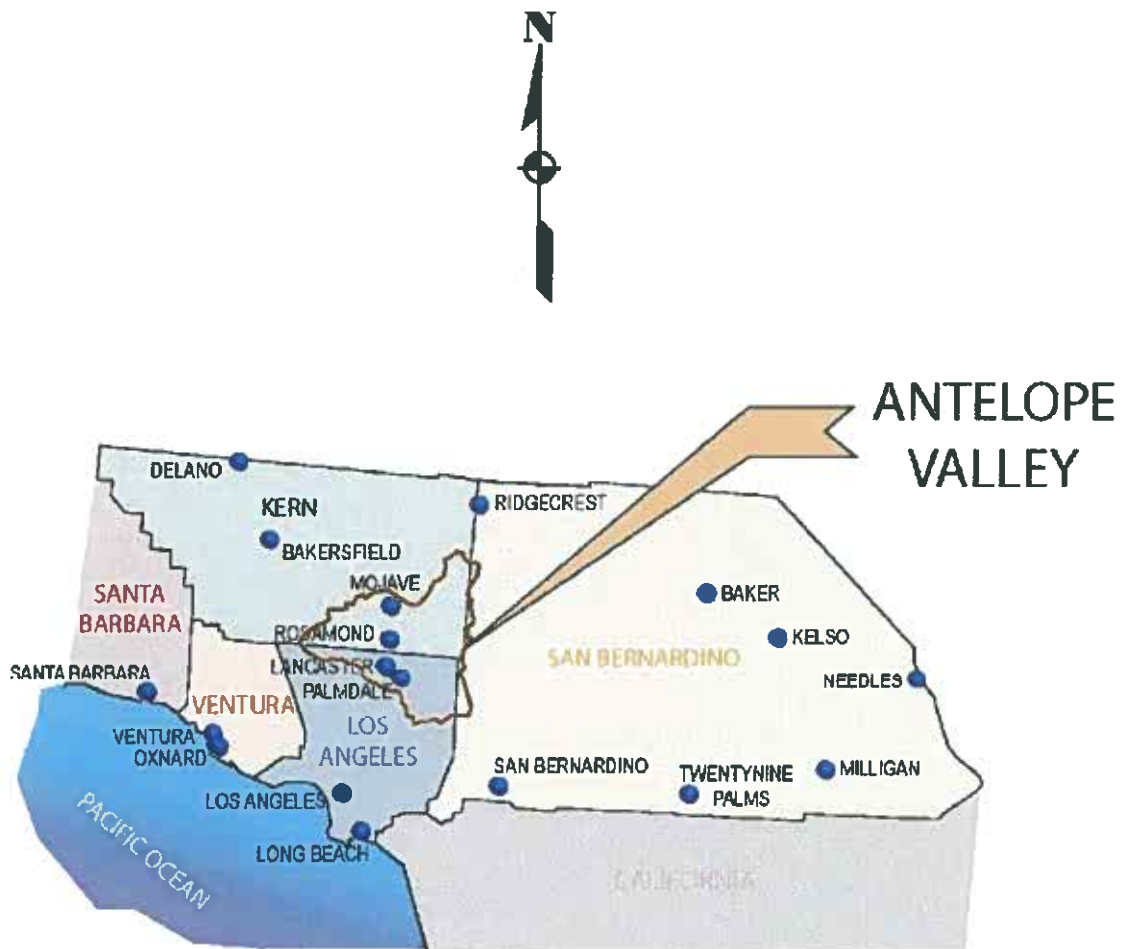 N
ANTELOPE
VALLEY
DELANO
RIDGECREST
KERN
BAKERSFIELD
MOJAVE
SANTA
BARBARA
BAKER
ROSAMOND
KELSO
SAN BERNARDINO
LANCASTER
SANTA BARBARA
PALMDALE
NEEDLES
VENTURA
LOS
ANGELES
VENTURA
OXNARD
SAN BERNARDINO
TWENTYNINE
PALMS
MILLIGAN
LOS ANGELES
PACIFIC OCEAN
LONG BEACH
CALIFORNIA